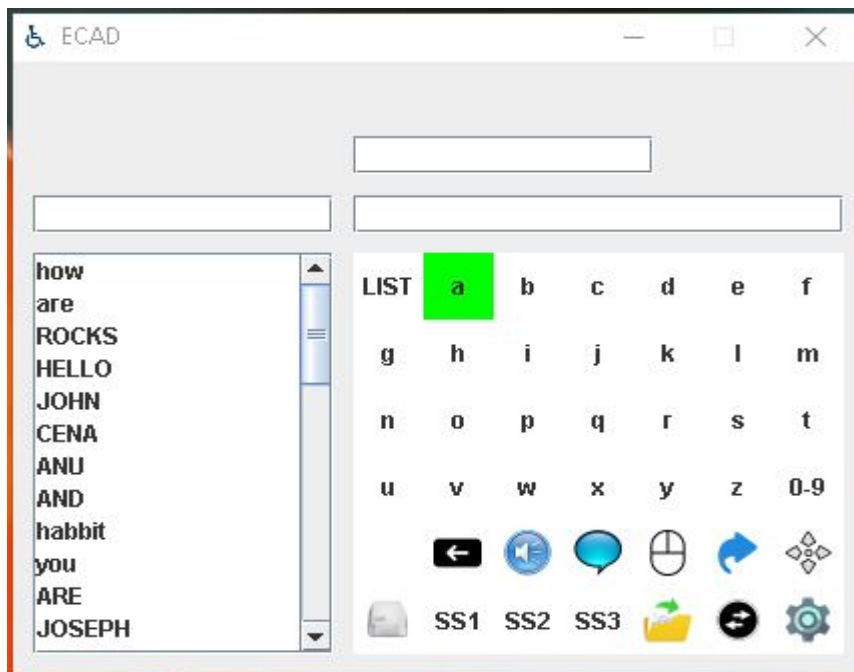 ECAD
how
are
ROCKS
HELLO
JOHN
CENA
ANU
AND
habbit
you
ARE
JOSEPH
LIST a b c d e f
g h i j k l m
n o p q r s t
u v w x y z 0-9
SS1 SS2 SS3